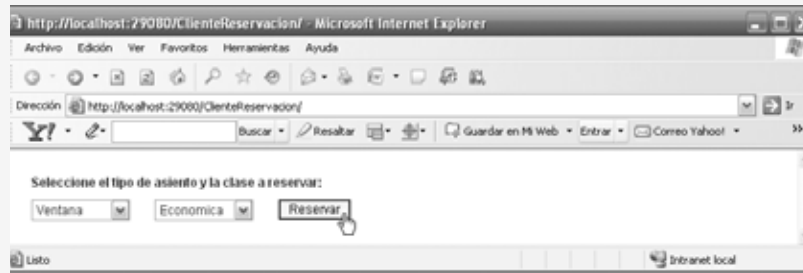 http://localhost:29080/ClienteReservacion/ - Microsoft Internet Explorer
Archivo Edición Ver Favoritos Herramientas Ayuda
Dirección http://localhost:29080/ClienteReservacion/ Ir
Y! Buscar Resaltar Guardar en Mi Web Entrar Correo Yahoo! »
Seleccione el tipo de asiento y la clase a reservar:
Ventana Economica Reservar
Listo Intranet local